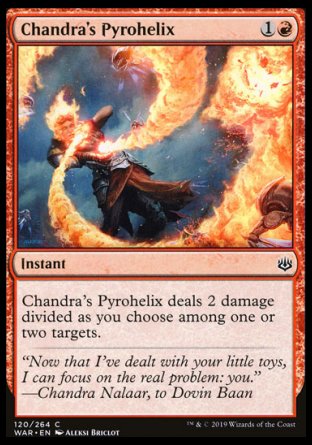 Chandra's Pyrohelix 1
Instant
Chandra's Pyrohelix deals 2 damage
divided as you choose among one or
two targets.
"Now that I've dealt with your little toys,
I can focus on the real problem: you."
—Chandra Nalaar, to Dovin Baan
120/264 C
WAR • EN Aleksi Briclot
™ & © 2019 Wizards of the Coast